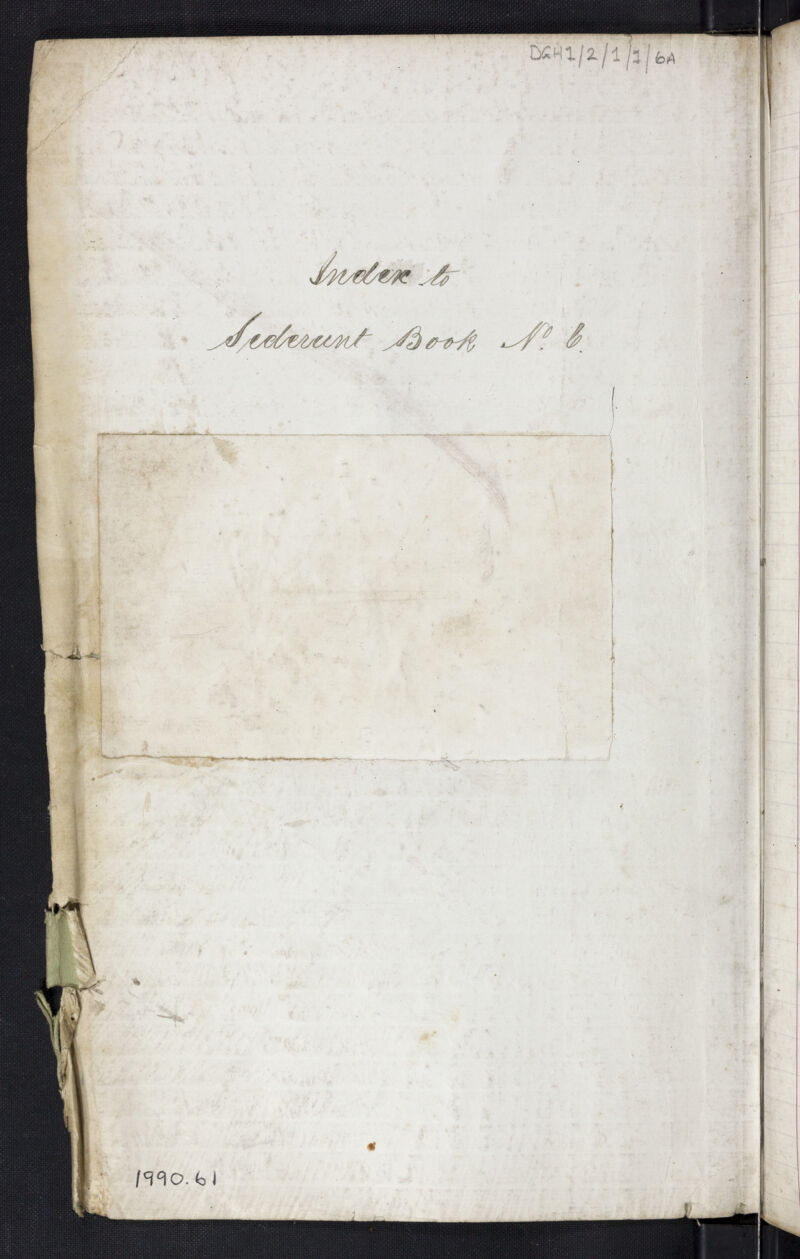 DGH1/2/1/1/6A
Index to
Sederunt Book No. 6.
1990.61